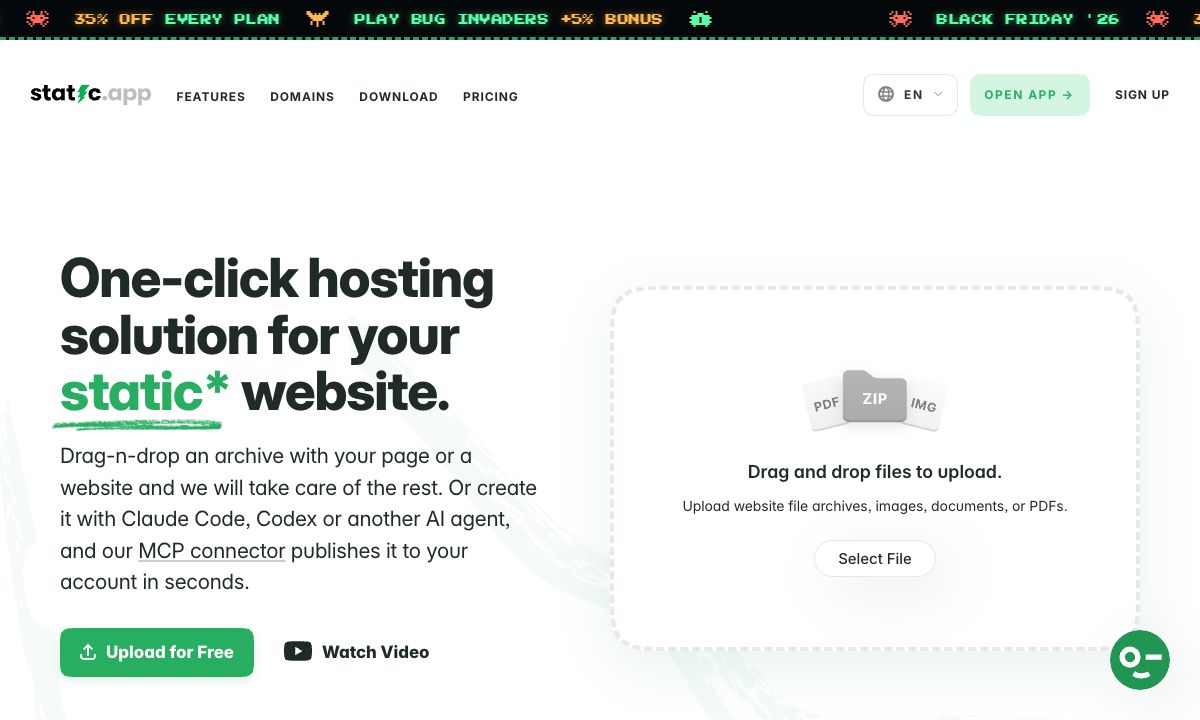 35% OFF EVERY PLAN PLAY BUG INVADERS +5% BONUS BLACK FRIDAY '26
static.app FEATURES DOMAINS DOWNLOAD PRICING EN OPEN APP → SIGN UP
One-click hosting
solution for your
static* website.
Drag-n-drop an archive with your page or a
website and we will take care of the rest. Or create
it with Claude Code, Codex or another AI agent,
and our MCP connector publishes it to your
account in seconds.
Upload for Free Watch Video
PDF ZIP IMG
Drag and drop files to upload.
Upload website file archives, images, documents, or PDFs.
Select File